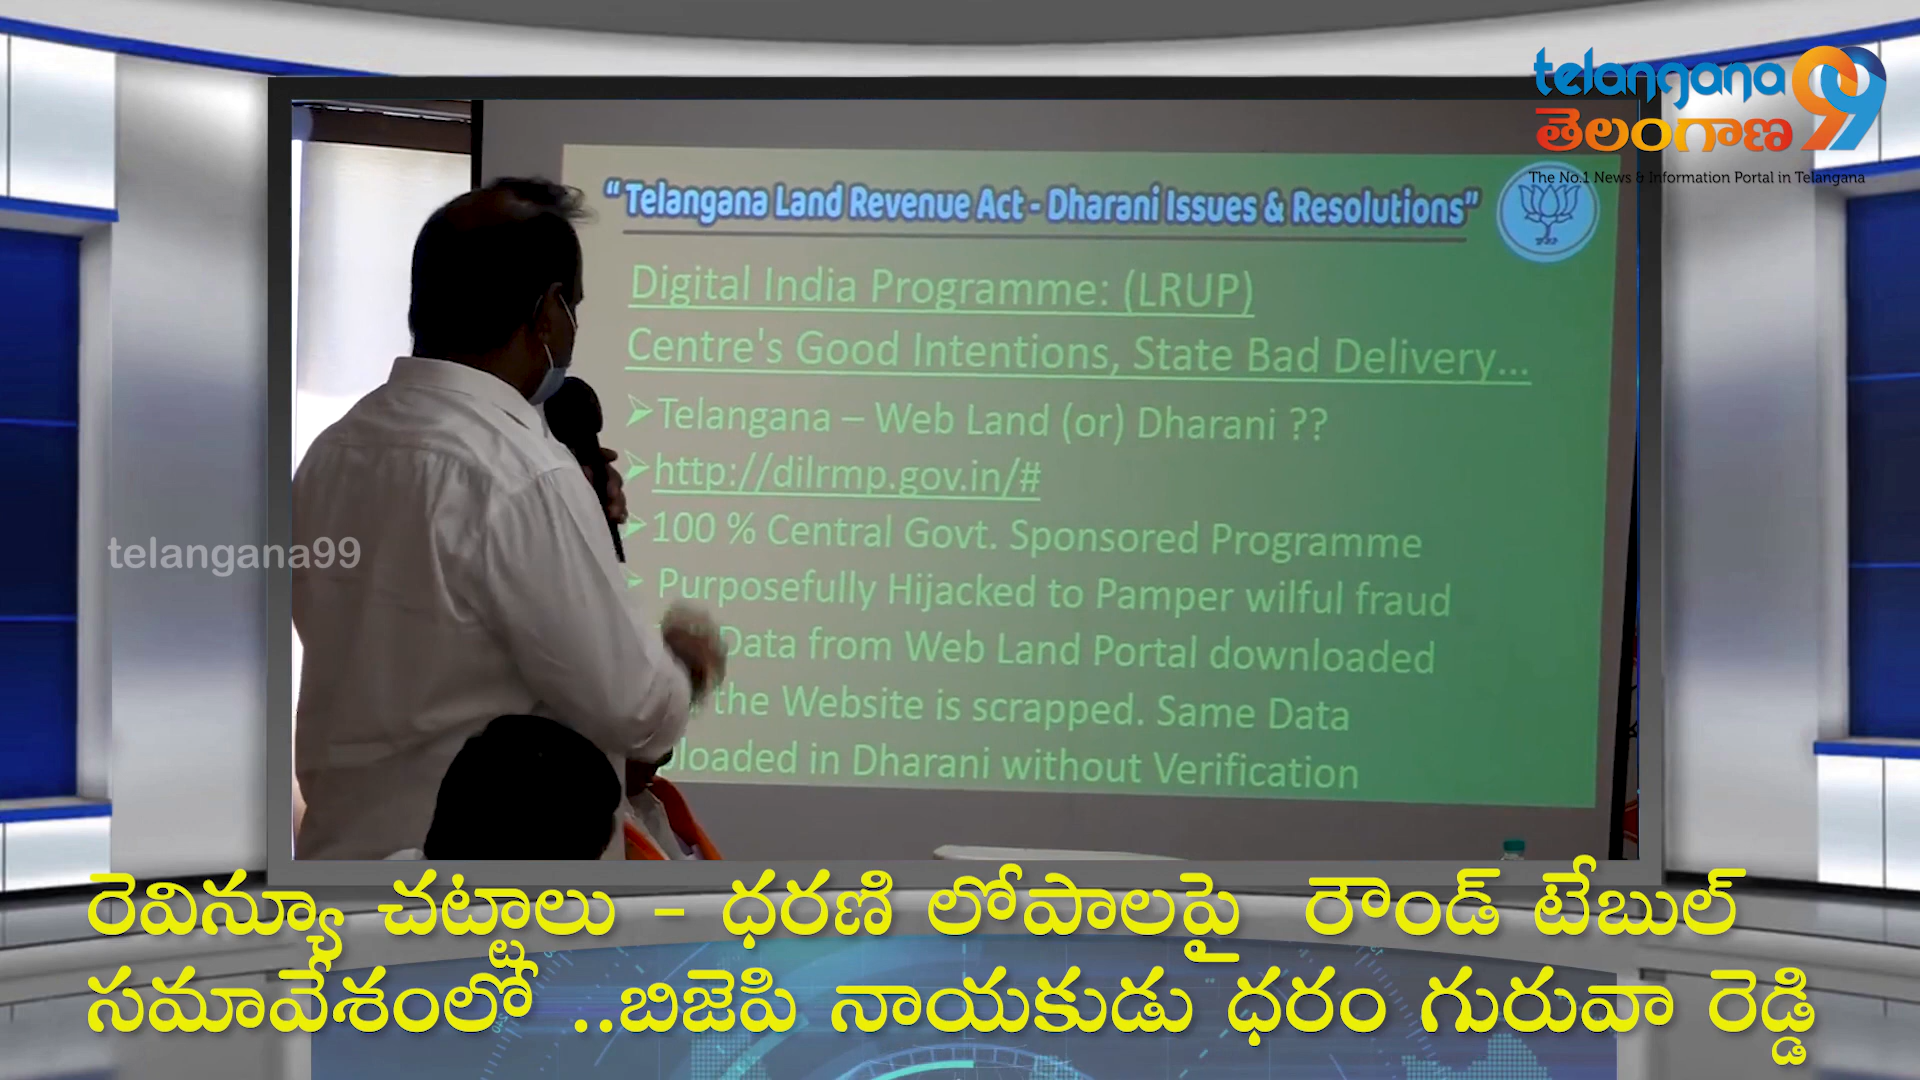 telangana 99
తెలంగాణ
The No.1 News & Information Portal in Telangana
“Telangana Land Revenue Act - Dharani Issues & Resolutions”
Digital India Programme: (LRUP)
Centre's Good Intentions, State Bad Delivery...
Telangana – Web Land (or) Dharani ??
http://dilrmp.gov.in/#
100 % Central Govt. Sponsored Programme
Purposefully Hijacked to Pamper wilful fraud
Data from Web Land Portal downloaded
the Website is scrapped. Same Data
loaded in Dharani without Verification
telangana99
రెవిన్యూ చట్టాలు - ధరణి లోపాలపై రౌండ్ టేబుల్
సమావేశంలో ..బిజెపి నాయకుడు ధరం గురువా రెడ్డి